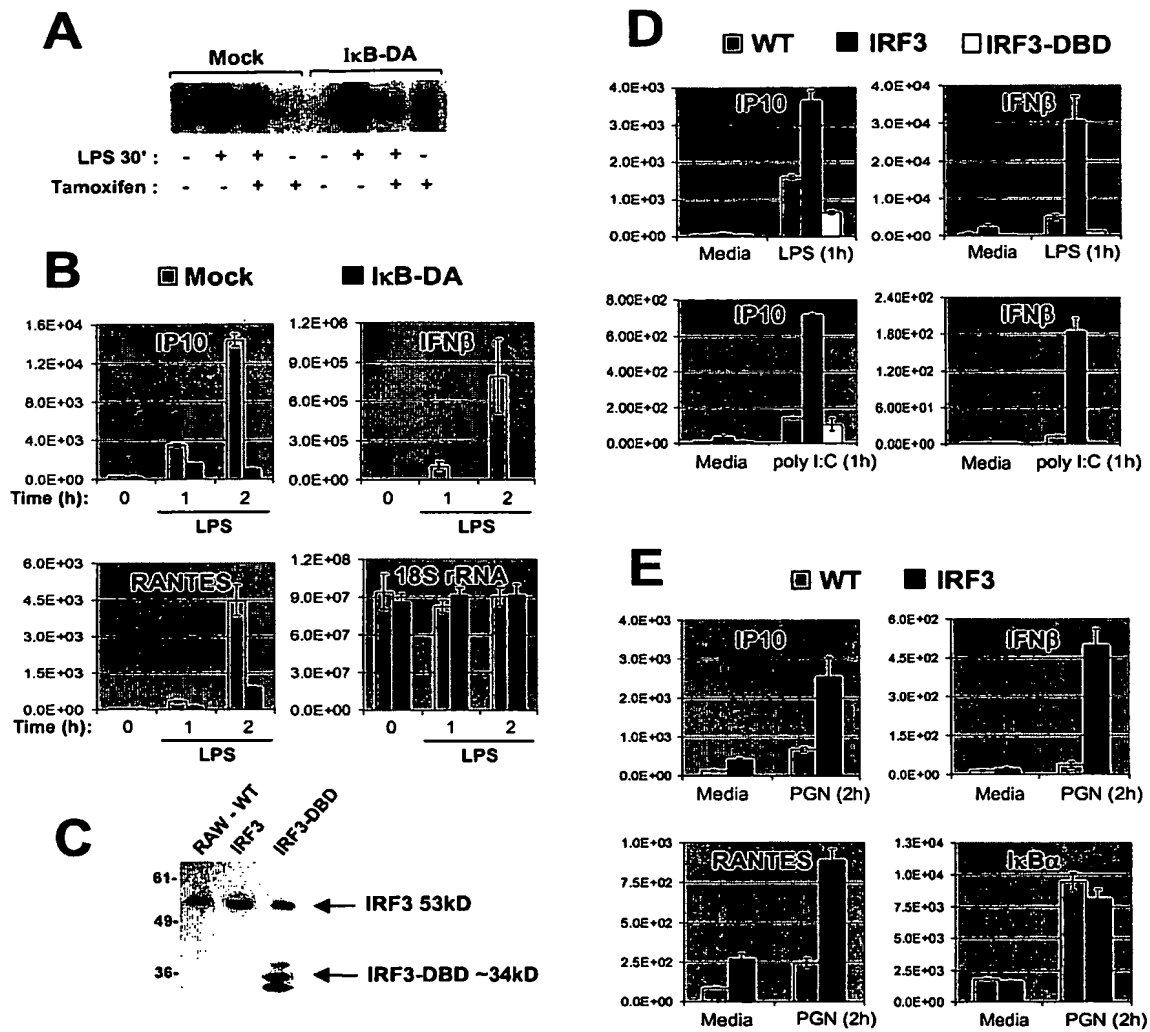 A
Mock IκB-DA
LPS 30' : - + + - - + + -
Tamoxifen : - - + + - - + +
B
Mock IκB-DA
IP10
1.6E+04
1.2E+04
8.0E+03
4.0E+03
0.0E+00
IFNβ
1.2E+06
9.0E+05
6.0E+05
3.0E+05
0.0E+00
Time (h): 0 1 2 0 1 2
LPS LPS
RANTES
6.0E+03
4.5E+03
3.0E+03
1.5E+03
0.0E+00
18S rRNA
1.2E+08
9.0E+07
6.0E+07
3.0E+07
0.0E+00
Time (h): 0 1 2 0 1 2
LPS LPS
C
RAW - WT
IRF3
IRF3-DBD
61-
49-
36-
IRF3 53kD
IRF3-DBD ~34kD
D
WT IRF3 IRF3-DBD
IP10
4.0E+03
3.0E+03
2.0E+03
1.0E+03
0.0E+00
Media LPS (1h)
IFNβ
4.0E+04
3.0E+04
2.0E+04
1.0E+04
0.0E+00
Media LPS (1h)
IP10
8.00E+02
6.00E+02
4.00E+02
2.00E+02
0.00E+00
Media poly I:C (1h)
IFNβ
2.40E+02
1.80E+02
1.20E+02
6.00E+01
0.00E+00
Media poly I:C (1h)
E
WT IRF3
IP10
4.0E+03
3.0E+03
2.0E+03
1.0E+03
0.0E+00
Media PGN (2h)
IFNβ
6.0E+02
4.5E+02
3.0E+02
1.5E+02
0.0E+00
Media PGN (2h)
RANTES
1.0E+03
7.5E+02
5.0E+02
2.5E+02
0.0E+00
Media PGN (2h)
IκBα
1.3E+04
1.0E+04
7.5E+03
5.0E+03
2.5E+03
0.0E+00
Media PGN (2h)